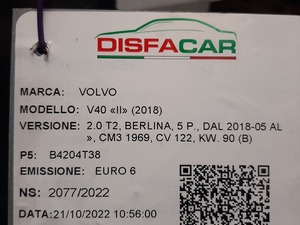 DISFACAR
MARCA: VOLVO
MODELLO: V40 «II» (2018)
VERSIONE: 2.0 T2, BERLINA, 5 P., DAL 2018-05 AL
», CM3 1969, CV 122, KW. 90 (B)
P5: B4204T38
EMISSIONE: EURO 6
NS: 2077/2022
DATA:21/10/2022 10:56:00